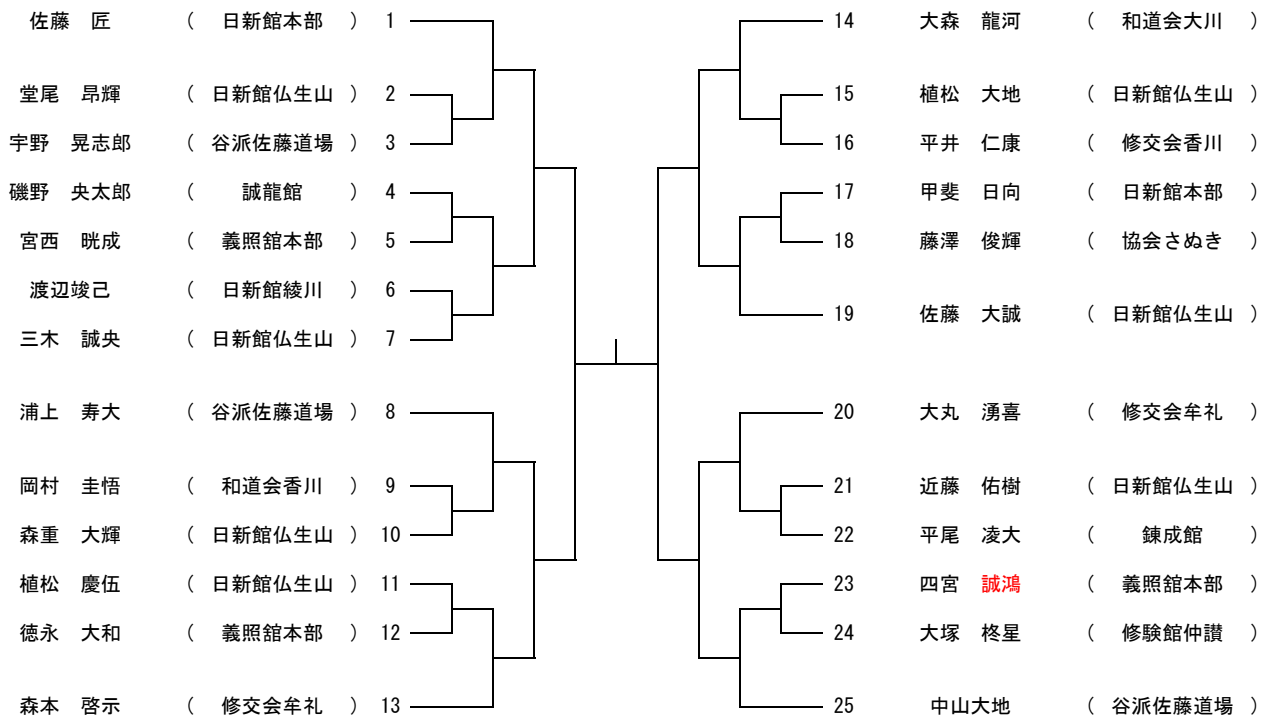 佐藤　匠 （ 日新館本部 ） 1
堂尾　昂輝 （ 日新館仏生山 ） 2
宇野　晃志郎 （ 谷派佐藤道場 ） 3
磯野　央太郎 （ 誠龍館 ） 4
宮西　晄成 （ 義照舘本部 ） 5
渡辺竣己 （ 日新館綾川 ） 6
三木　誠央 （ 日新館仏生山 ） 7
浦上　寿大 （ 谷派佐藤道場 ） 8
岡村　圭悟 （ 和道会香川 ） 9
森重　大輝 （ 日新館仏生山 ） 10
植松　慶伍 （ 日新館仏生山 ） 11
徳永　大和 （ 義照舘本部 ） 12
森本　啓示 （ 修交会牟礼 ） 13
14 大森　龍河 （ 和道会大川 ）
15 植松　大地 （ 日新館仏生山 ）
16 平井　仁康 （ 修交会香川 ）
17 甲斐　日向 （ 日新館本部 ）
18 藤澤　俊輝 （ 協会さぬき ）
19 佐藤　大誠 （ 日新館仏生山 ）
20 大丸　湧喜 （ 修交会牟礼 ）
21 近藤　佑樹 （ 日新館仏生山 ）
22 平尾　凌大 （ 錬成館 ）
23 四宮　誠鴻 （ 義照舘本部 ）
24 大塚　柊星 （ 修験館仲讃 ）
25 中山大地 （ 谷派佐藤道場 ）